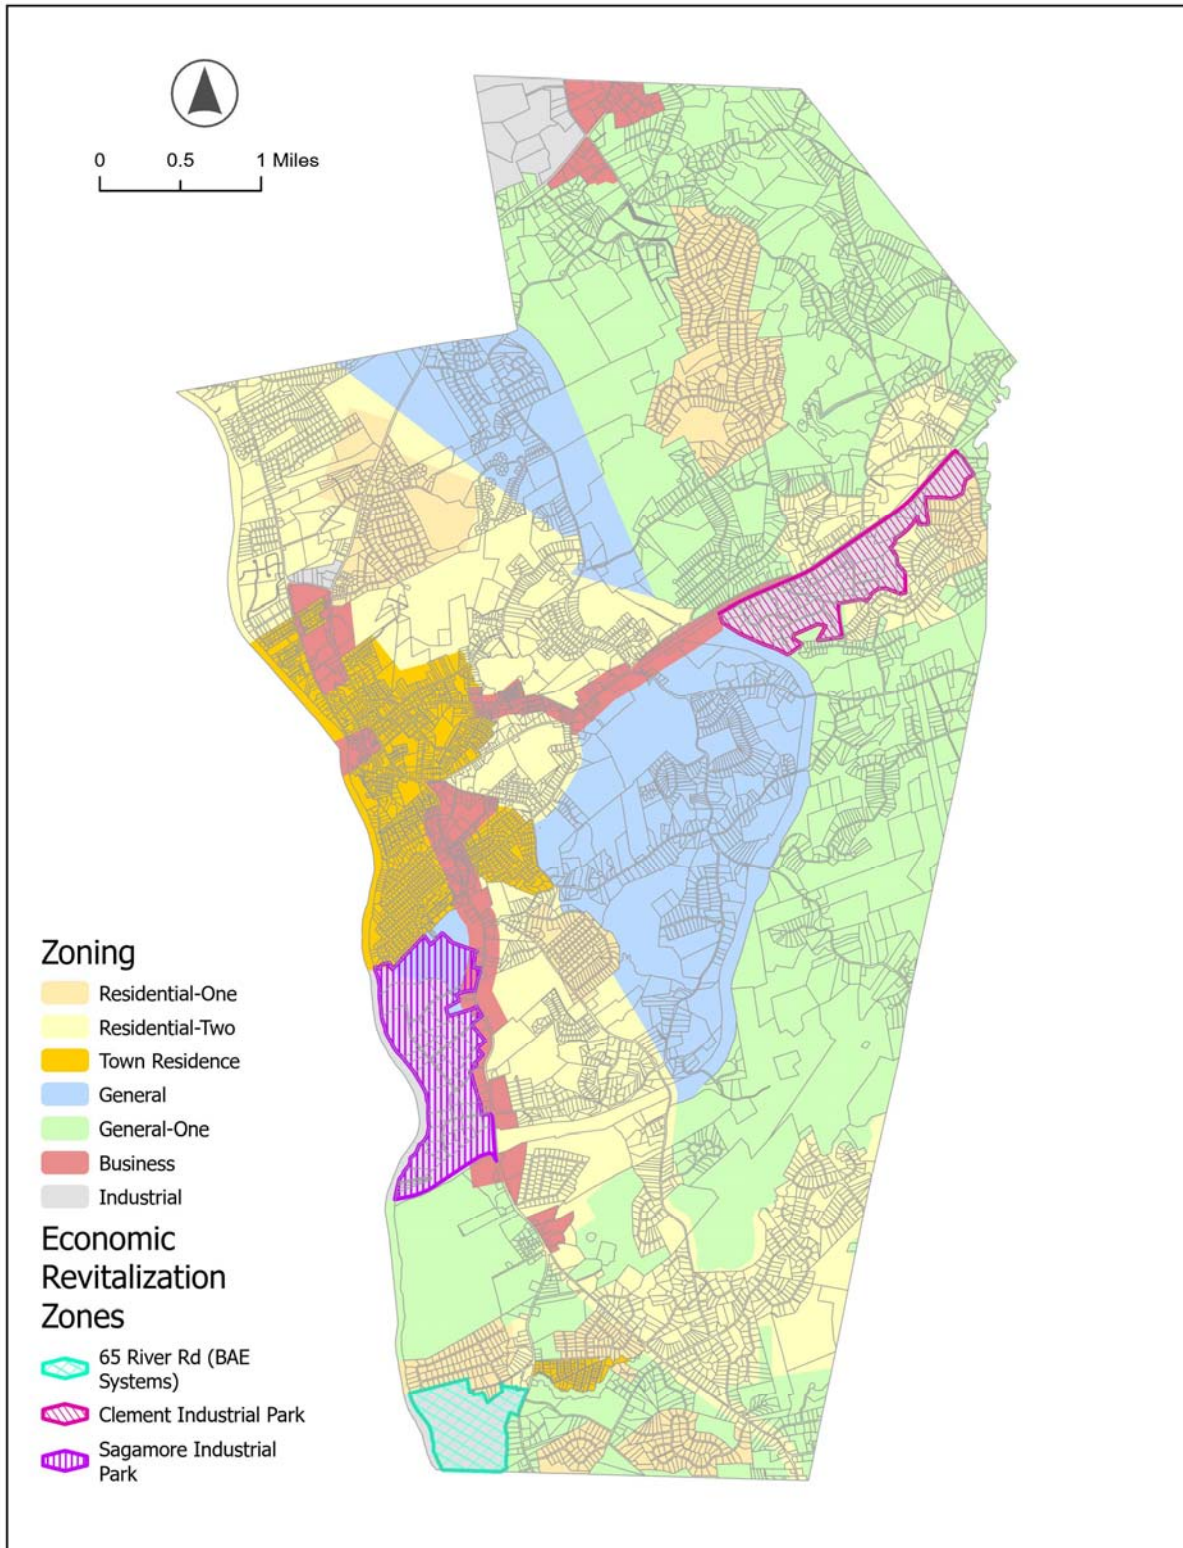 0 0.5 1 Miles
Zoning
Residential-One
Residential-Two
Town Residence
General
General-One
Business
Industrial
Economic
Revitalization
Zones
65 River Rd (BAE
Systems)
Clement Industrial Park
Sagamore Industrial
Park